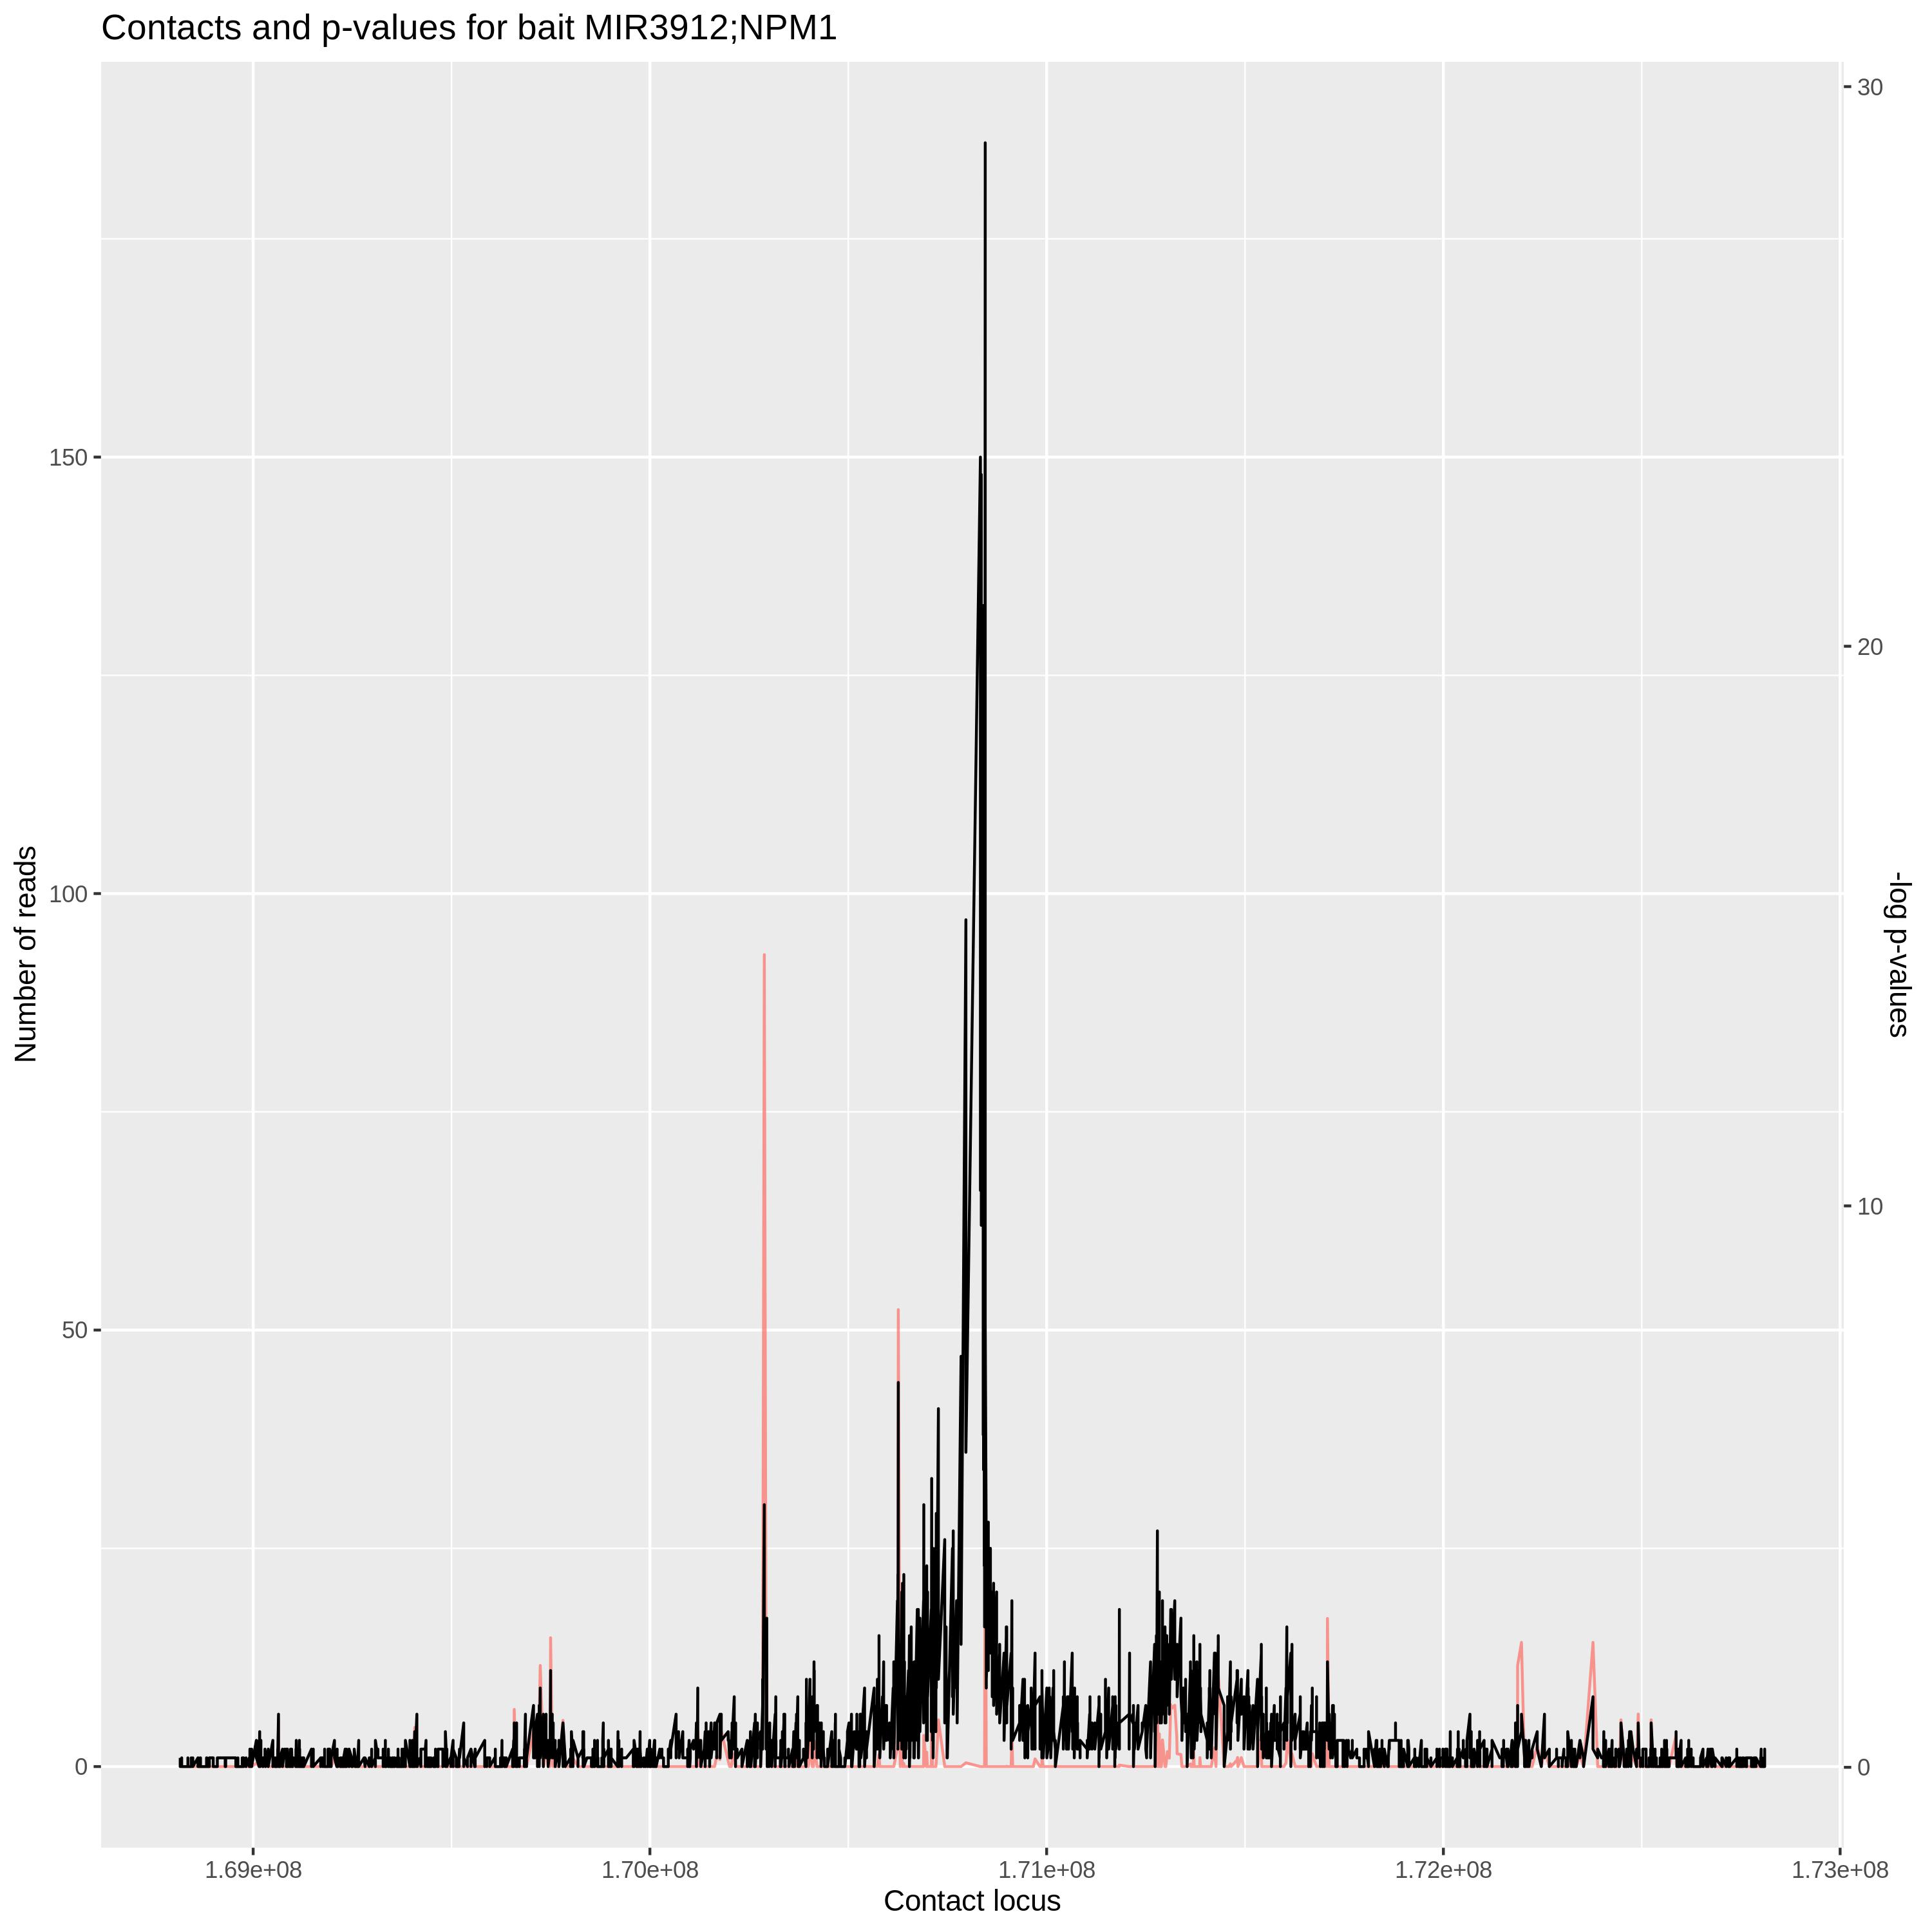 Contacts and p-values for bait MIR3912;NPM1
30
150
20
100
Number of reads
-log p-values
10
50
0
0
1.69e+08
1.70e+08
1.71e+08
1.72e+08
1.73e+08
Contact locus